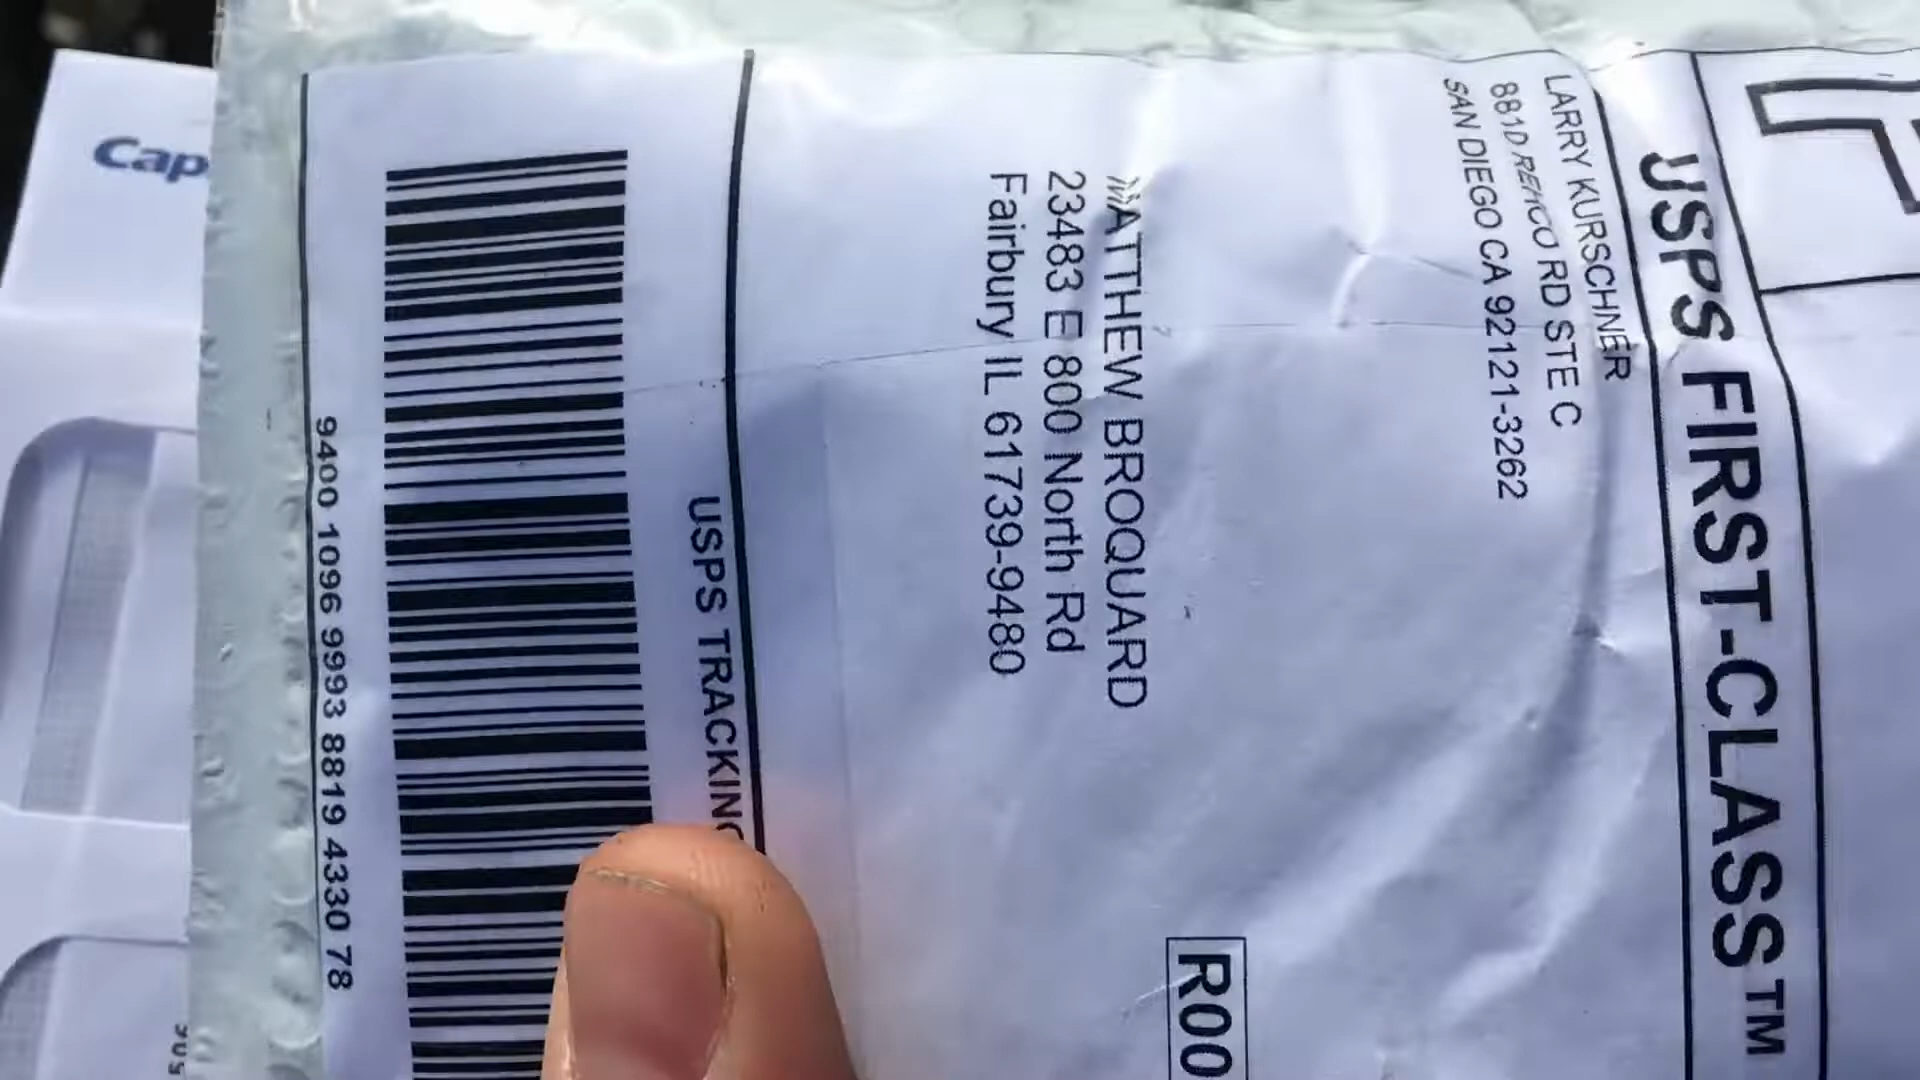 USPS FIRST-CLASS™
LARRY KURSCHNER
8810 REHCO RD STE C
SAN DIEGO CA 92121-3262
R00
MATTHEW BROQUARD
23483 E 800 North Rd
Fairbury IL 61739-9480
USPS TRACKING
9400 1096 9993 8819 4330 78
Cap